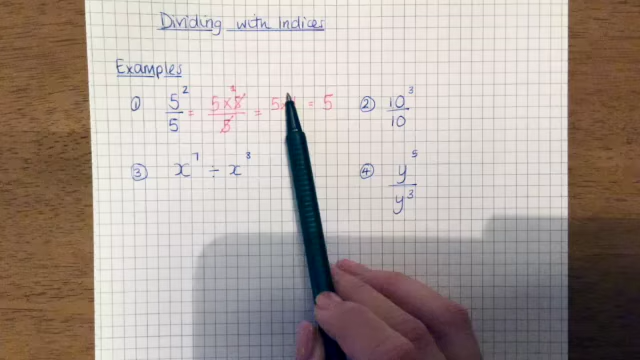 Dividing with Indices
Examples
① 5²/5 = 5×5/5 = 5× = 5 ② 10³/10
③ x⁷ ÷ x³ ④ y⁵/y³